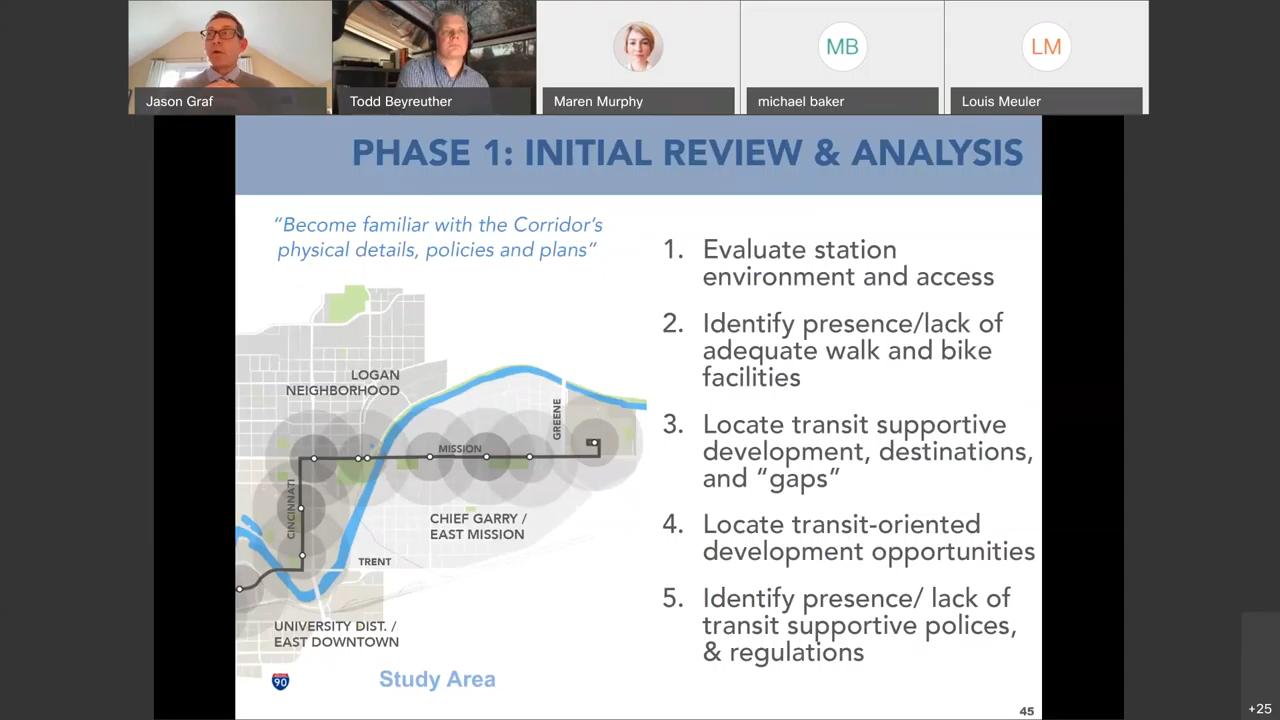 Jason Graf
Todd Beyreuther
Maren Murphy
MB
michael baker
LM
Louis Meuler
PHASE 1: INITIAL REVIEW & ANALYSIS
“Become familiar with the Corridor’s
physical details, policies and plans“
LOGAN
NEIGHBORHOOD
GREENE
MISSION
CINCINNATI
CHIEF GARRY /
EAST MISSION
TRENT
UNIVERSITY DIST. /
EAST DOWNTOWN
90
Study Area
1. Evaluate station
environment and access
2. Identify presence/lack of
adequate walk and bike
facilities
3. Locate transit supportive
development, destinations,
and “gaps”
4. Locate transit-oriented
development opportunities
5. Identify presence/ lack of
transit supportive polices,
& regulations
45
+25